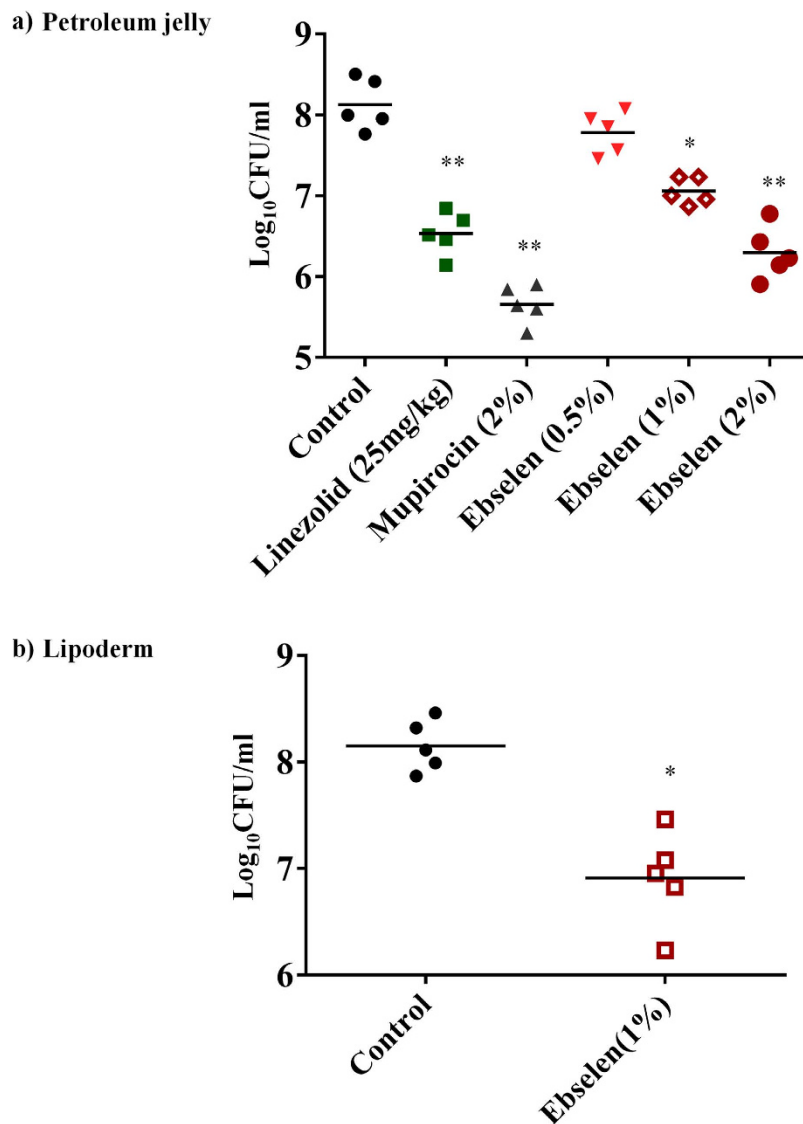 a) Petroleum jelly
Log₁₀CFU/ml
9
8
7
6
5
**
**
*
**
Control
Linezolid (25mg/kg)
Mupirocin (2%)
Ebselen (0.5%)
Ebselen (1%)
Ebselen (2%)
b) Lipoderm
Log₁₀CFU/ml
9
8
7
6
*
Control
Ebselen(1%)